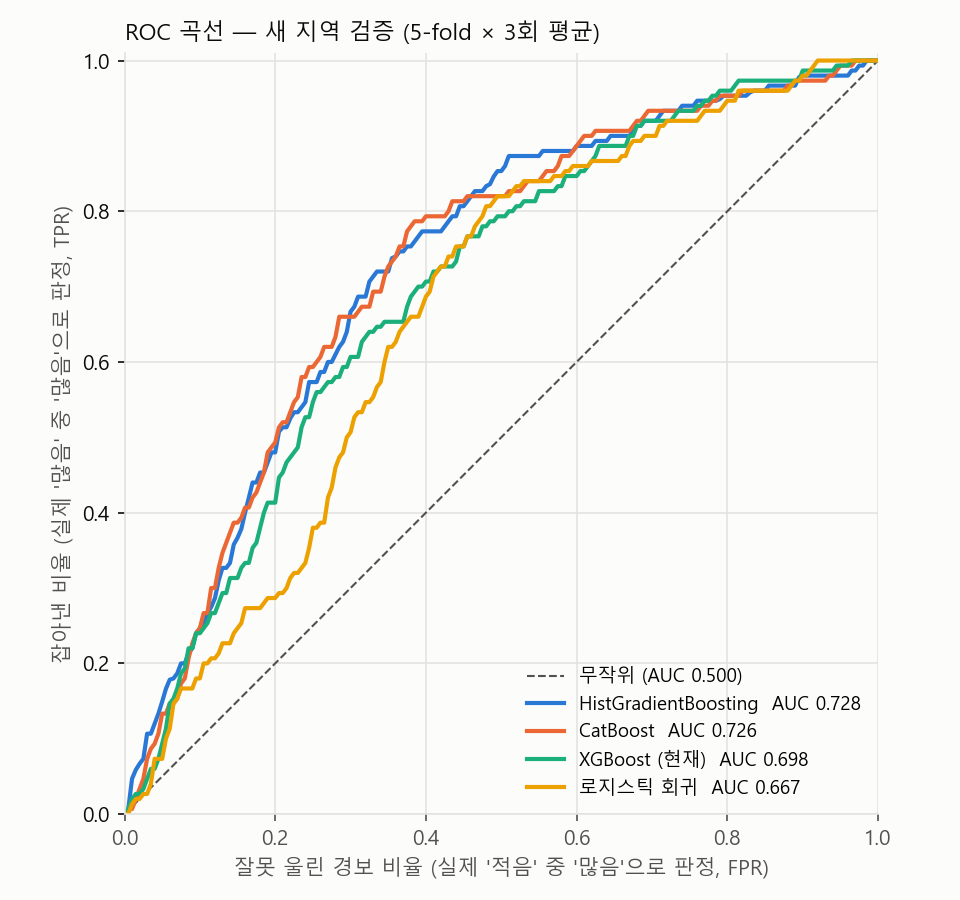 ROC 곡선 — 새 지역 검증 (5-fold × 3회 평균)
잡아낸 비율 (실제 '많음' 중 '많음'으로 판정, TPR)
1.0
0.8
0.6
0.4
0.2
0.0
무작위 (AUC 0.500)
HistGradientBoosting AUC 0.728
CatBoost AUC 0.726
XGBoost (현재) AUC 0.698
로지스틱 회귀 AUC 0.667
0.0 0.2 0.4 0.6 0.8 1.0
잘못 울린 경보 비율 (실제 '적음' 중 '많음'으로 판정, FPR)